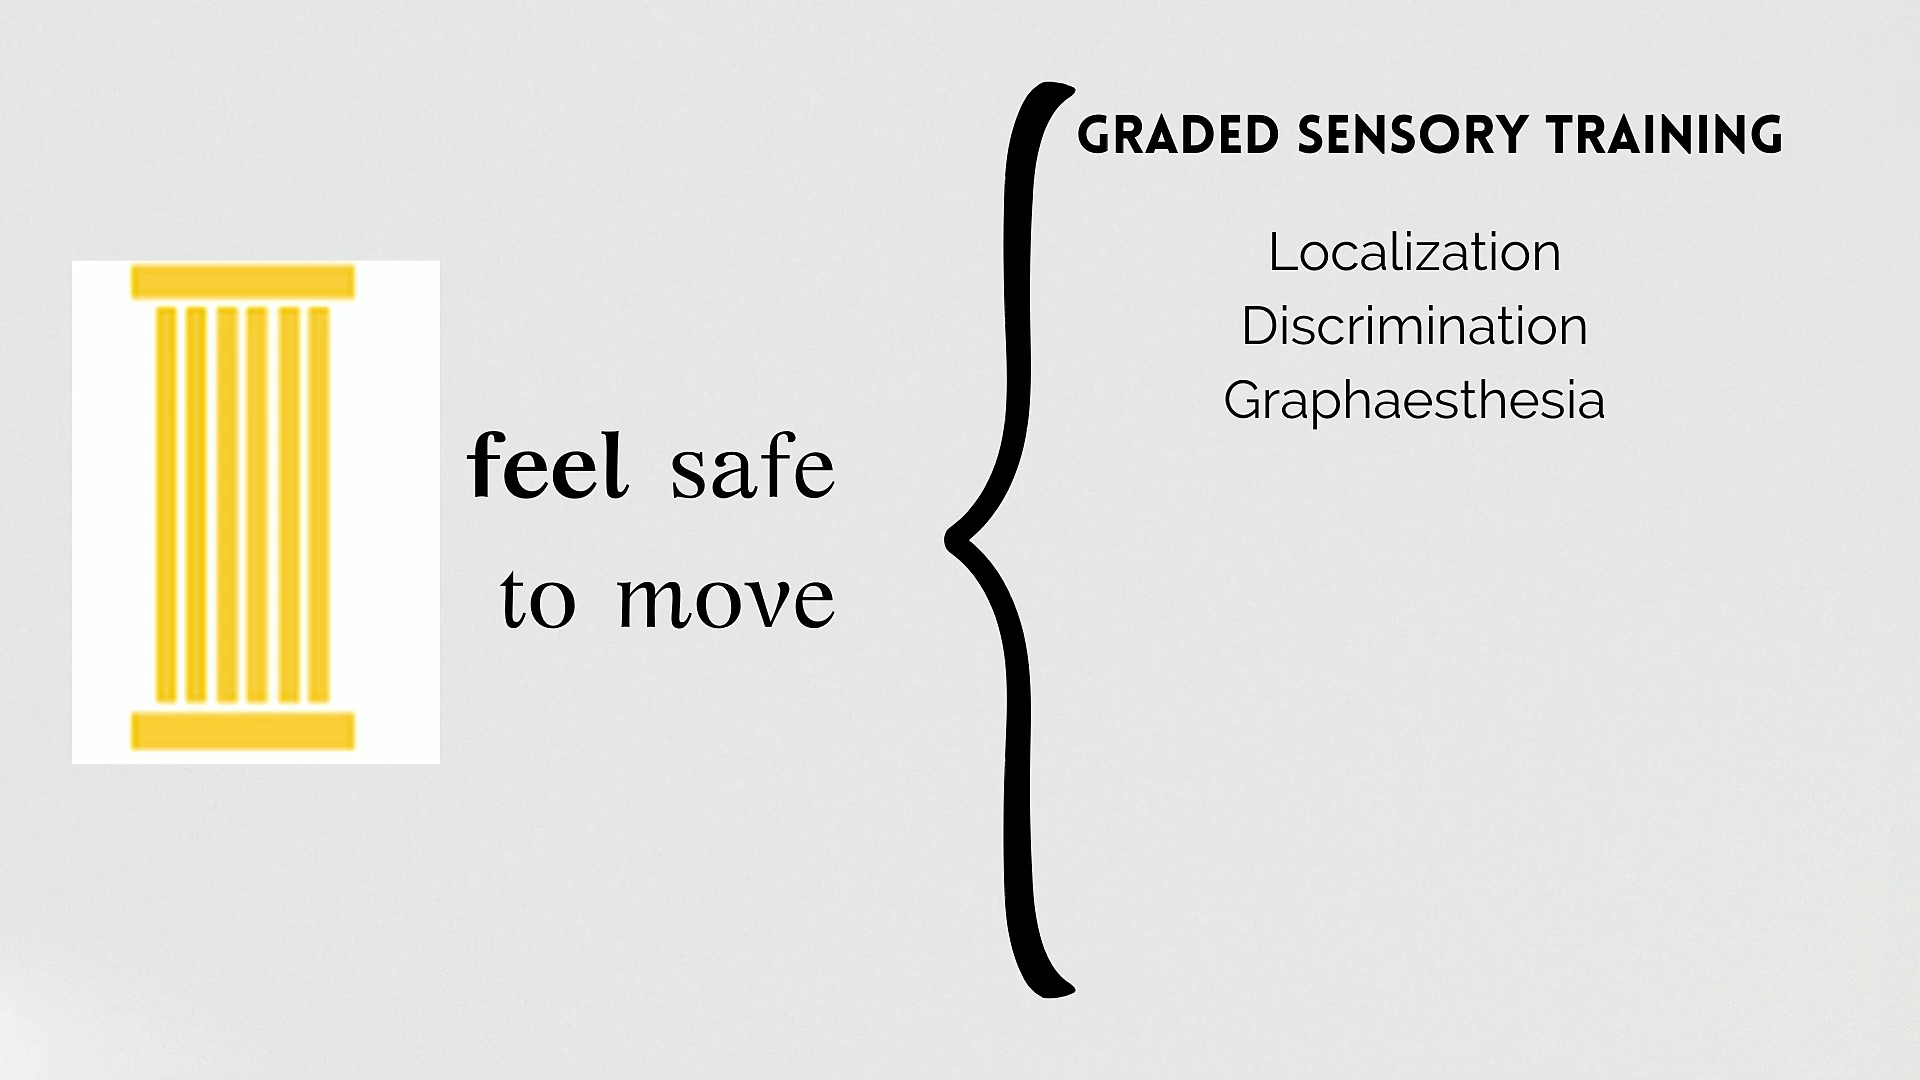 feel safe
to move
GRADED SENSORY TRAINING
Localization
Discrimination
Graphaesthesia